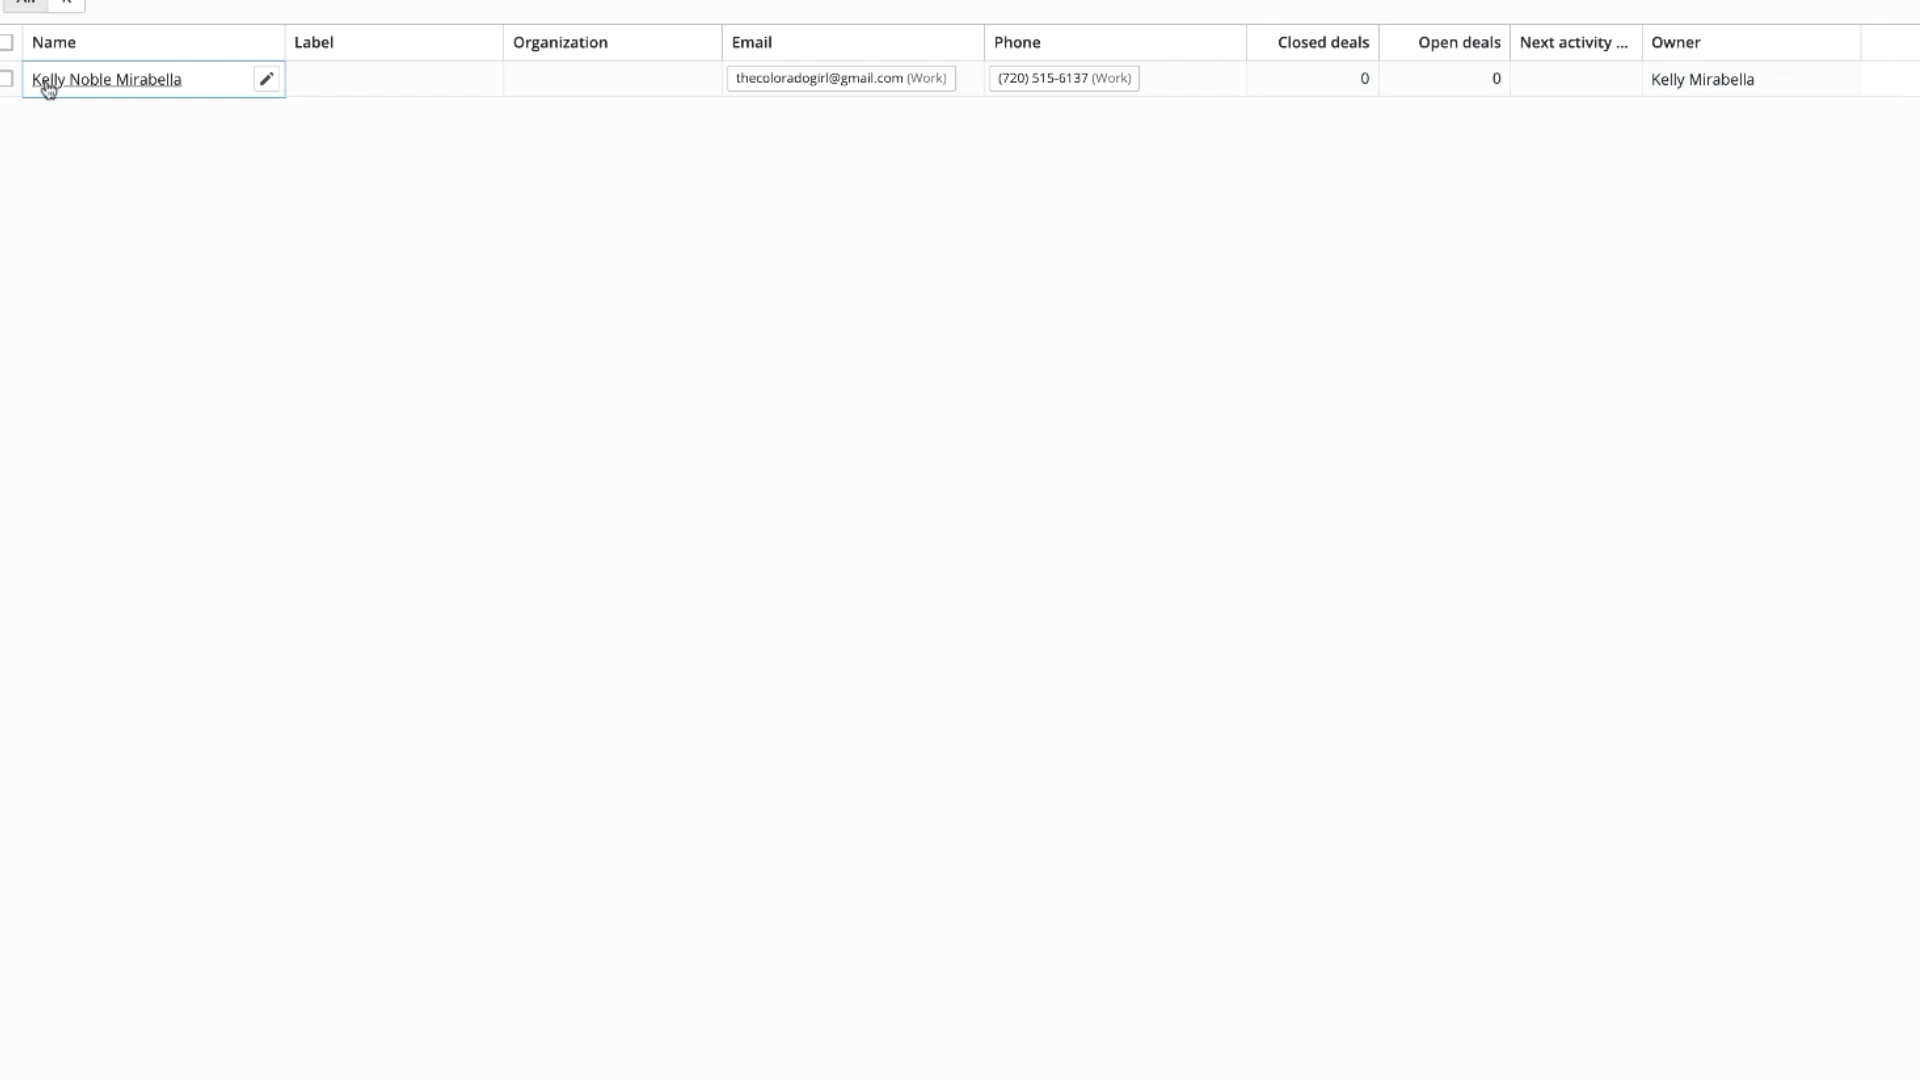 Name Label Organization Email Phone Closed deals Open deals Next activity ... Owner
Kelly Noble Mirabella thecoloradogirl@gmail.com (Work) (720) 515-6137 (Work) 0 0 Kelly Mirabella